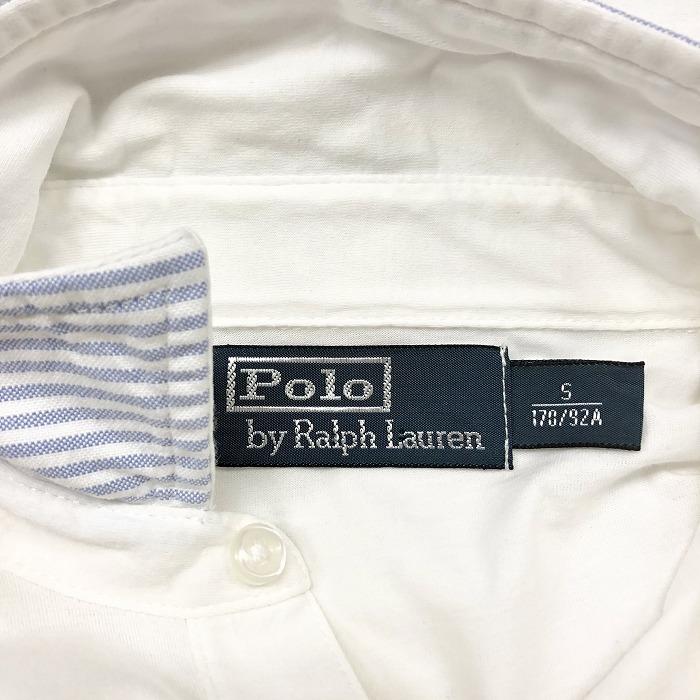 Polo
by Ralph Lauren
S
170/92A